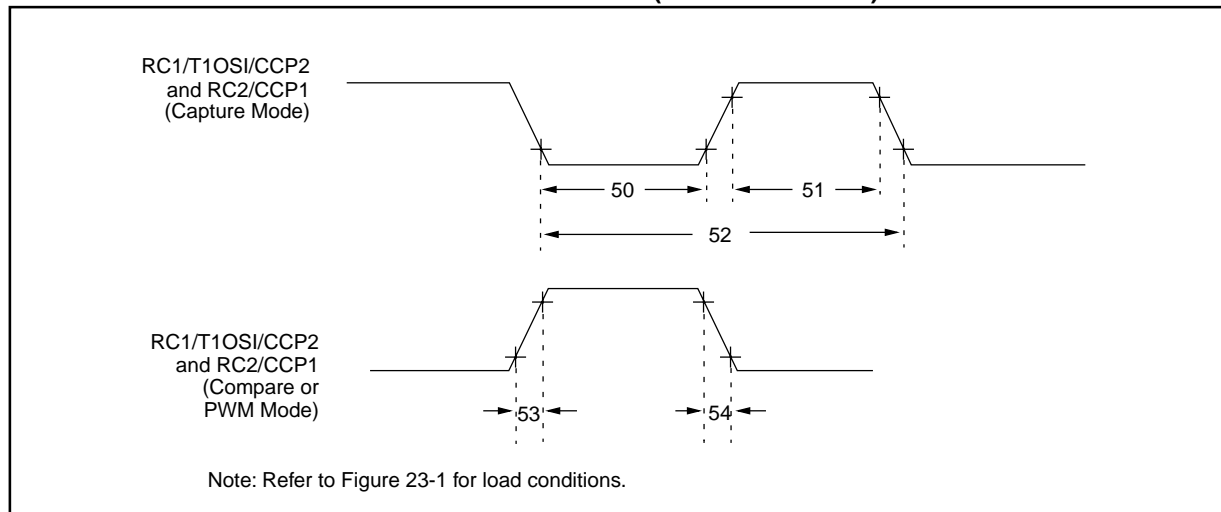 RC1/T1OSI/CCP2
and RC2/CCP1
(Capture Mode)
50
51
52
RC1/T1OSI/CCP2
and RC2/CCP1
(Compare or
PWM Mode)
53
54
Note: Refer to Figure 23-1 for load conditions.